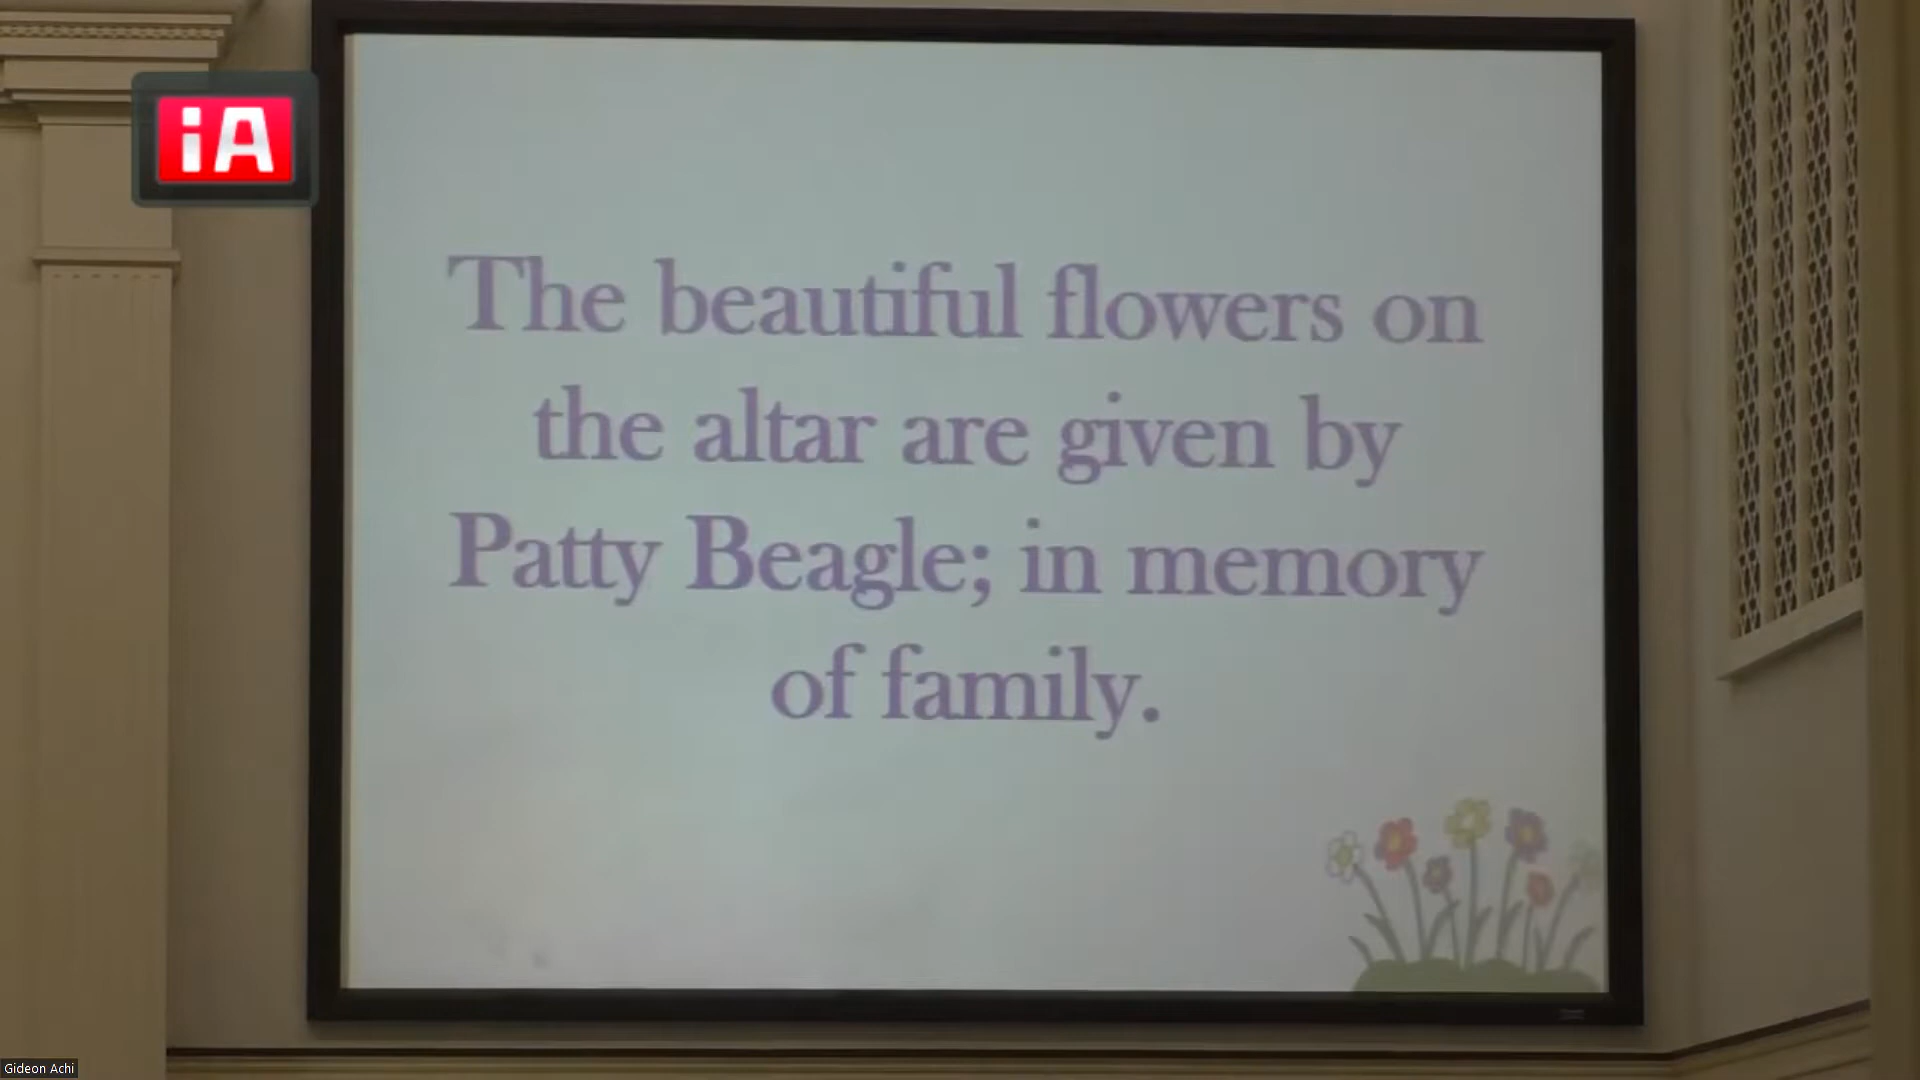 iA
The beautiful flowers on
the altar are given by
Patty Beagle; in memory
of family.
Gideon Achi